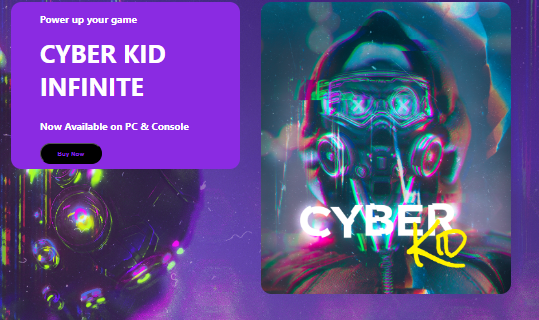 Power up your game
CYBER KID
INFINITE
Now Available on PC & Console
Buy Now
CYBER
KID